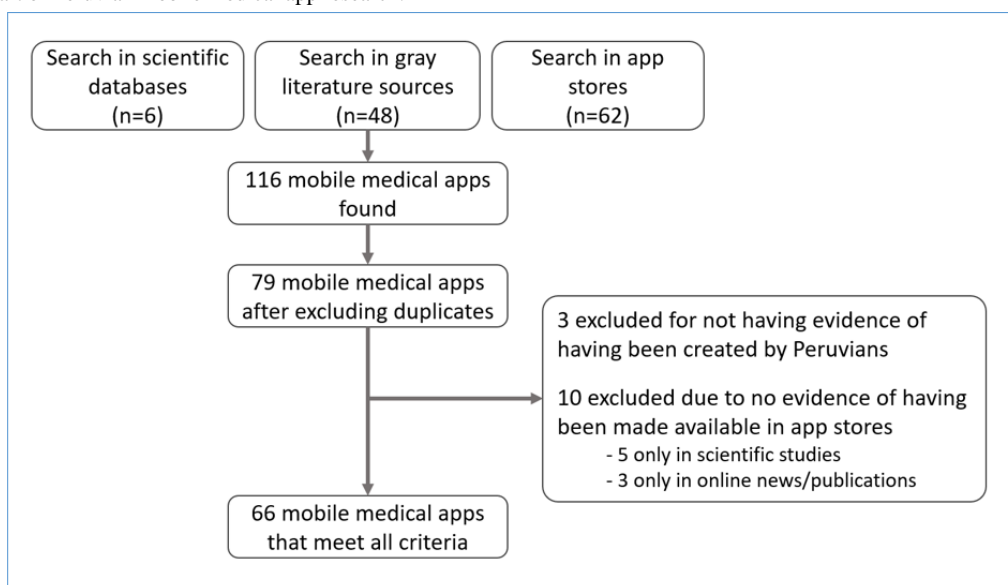 Search in scientific
databases
(n=6)
Search in gray
literature sources
(n=48)
Search in app
stores
(n=62)
116 mobile medical apps
found
79 mobile medical apps
after excluding duplicates
3 excluded for not having evidence of
having been created by Peruvians
10 excluded due to no evidence of having
been made available in app stores
- 5 only in scientific studies
- 3 only in online news/publications
66 mobile medical apps
that meet all criteria